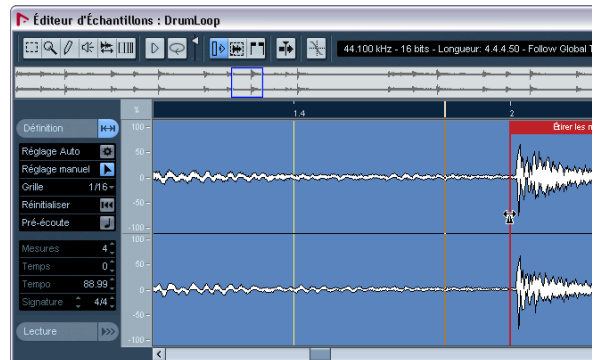 Éditeur d'Échantillons : DrumLoop
44.100 kHz - 16 bits - Longueur: 4.4.4.50 - Follow Global
%
1.4
2
Définition
Étirer les
Réglage Auto
Réglage manuel
Grille 1/16
Réinitialiser
Pré-écoute
Mesures 4
Temps 0
Tempo 88.99
Signature 4/4
Lecture
100
50
0
-50
-100
100
50
0
-50
-100